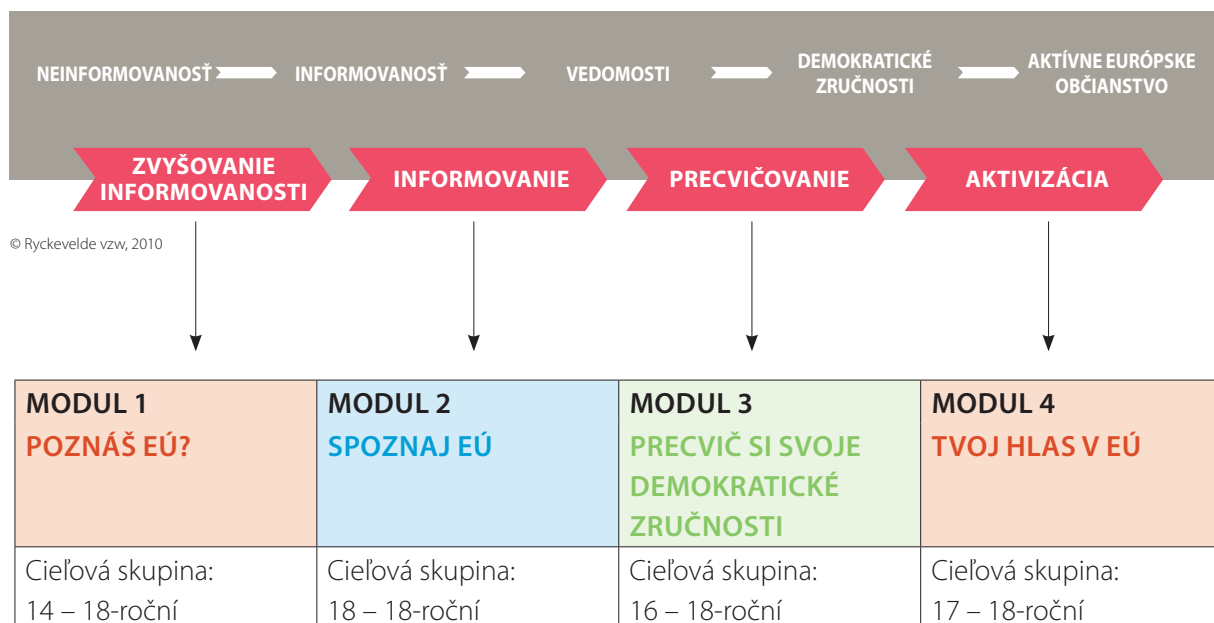 NEINFORMOVANOSŤ
INFORMOVANOSŤ
VEDOMOSTI
DEMOKRATICKÉ
ZRUČNOSTI
AKTÍVNE EURÓPSKE
OBČIANSTVO
ZVYŠOVANIE
INFORMOVANOSTI
INFORMOVANIE
PRECVIČOVANIE
AKTIVIZÁCIA
© Ryckevelde vzw, 2010
MODUL 1
POZNÁŠ EÚ?
MODUL 2
SPOZNAJ EÚ
MODUL 3
PRECVIČ SI SVOJE
DEMOKRATICKÉ
ZRUČNOSTI
MODUL 4
TVOJ HLAS V EÚ
Cieľová skupina:
14 – 18-roční
Cieľová skupina:
18 – 18-roční
Cieľová skupina:
16 – 18-roční
Cieľová skupina:
17 – 18-roční